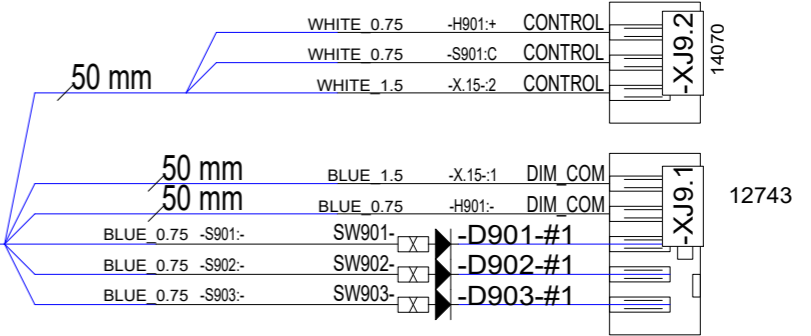 WHITE_0.75 -H901:+ CONTROL
WHITE_0.75 -S901:C CONTROL
50 mm WHITE_1.5 -X.15-:2 CONTROL
-XJ9.2
14070
50 mm BLUE_1.5 -X.15-:1 DIM_COM
50 mm BLUE_0.75 -H901:- DIM_COM
BLUE_0.75 -S901:- SW901- X -D901-#1
BLUE_0.75 -S902:- SW902- X -D902-#1
BLUE_0.75 -S903:- SW903- X -D903-#1
-XJ9.1
12743